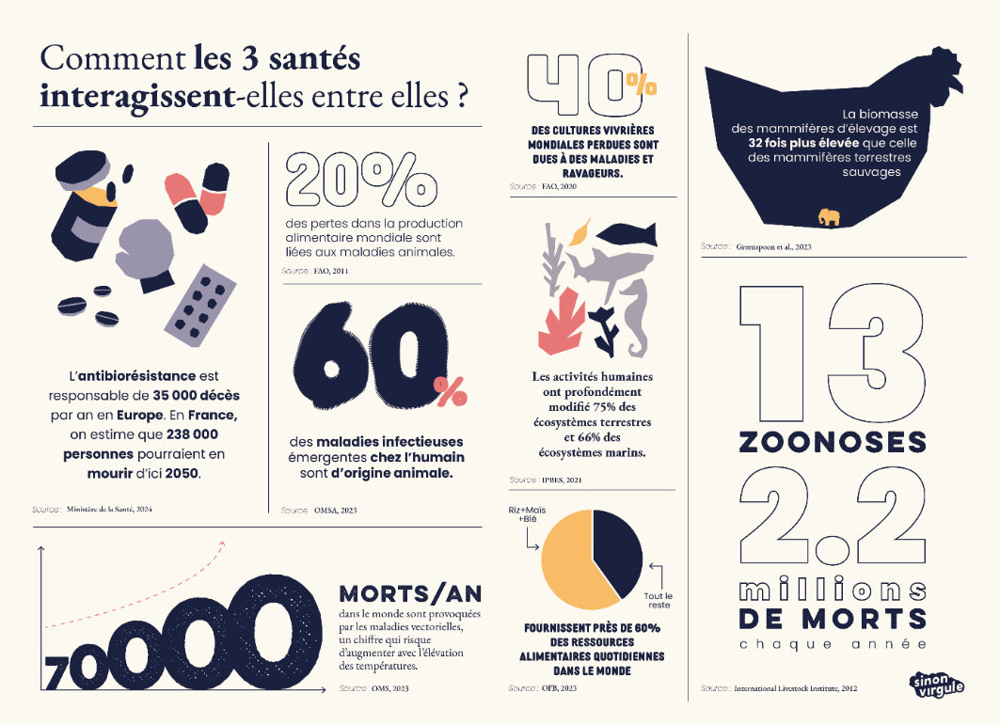 Comment les 3 santés
interagissent-elles entre elles ?
L'antibiorésistance est
responsable de 35 000 décès
par an en Europe. En France,
on estime que 238 000
personnes pourraient en
mourir d'ici 2050.
Source : Ministère de la Santé, 2024
20%
des pertes dans la production
alimentaire mondiale sont
liées aux maladies animales.
Source : FAO, 2011
60%
des maladies infectieuses
émergentes chez l'humain
sont d'origine animale.
Source : OMSA, 2023
700000
MORTS/AN
dans le monde sont provoquées
par les maladies vectorielles,
un chiffre qui risque
d'augmenter avec l'élévation
des températures.
Source : OMS, 2023
40%
DES CULTURES VIVRIÈRES
MONDIALES PERDUES SONT
DUES À DES MALADIES ET
RAVAGEURS.
Source : FAO, 2020
Les activités humaines
ont profondément
modifié 75% des
écosystèmes terrestres
et 66% des
écosystèmes marins.
Source : IPBES, 2021
Riz+Maïs
+Blé
Tout le
reste
FOURNISSENT PRÈS DE 60%
DES RESSOURCES
ALIMENTAIRES QUOTIDIENNES
DANS LE MONDE
Source : OFB, 2023
La biomasse
des mammifères d'élevage est
32 fois plus élevée que celle
des mammifères terrestres
sauvages
Source : Greenspoon et al., 2023
13
ZOONOSES
2.2
millions
DE MORTS
chaque année
Source : International Livestock Institute, 2012
sinon
virgule